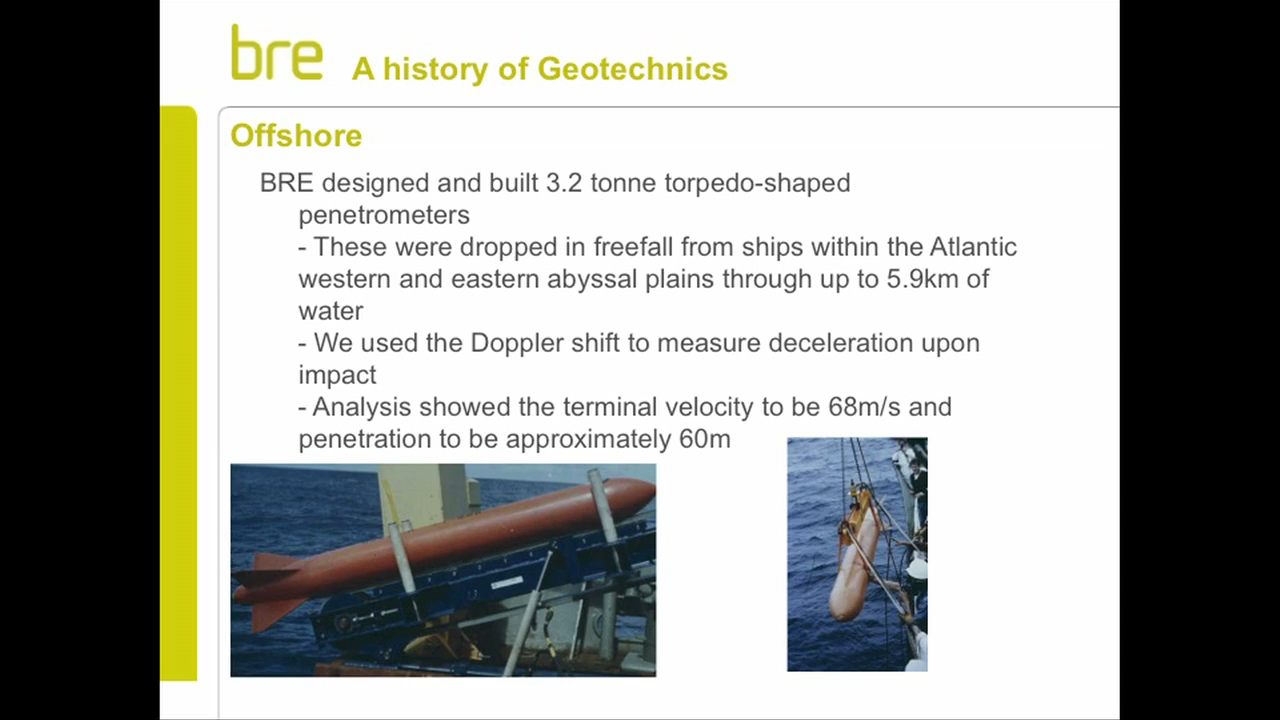 bre A history of Geotechnics
Offshore
BRE designed and built 3.2 tonne torpedo-shaped
penetrometers
- These were dropped in freefall from ships within the Atlantic
western and eastern abyssal plains through up to 5.9km of
water
- We used the Doppler shift to measure deceleration upon
impact
- Analysis showed the terminal velocity to be 68m/s and
penetration to be approximately 60m